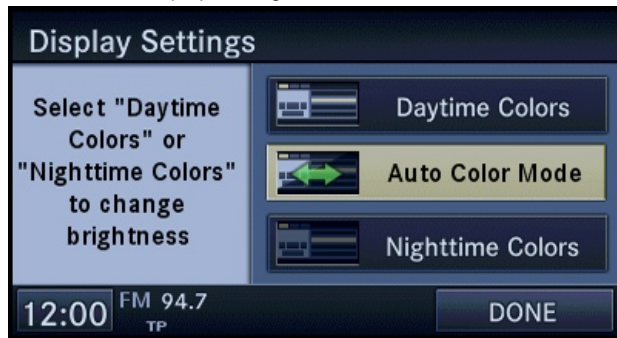 Display Settings
Select "Daytime
Colors" or
"Nighttime Colors"
to change
brightness
Daytime Colors
Auto Color Mode
Nighttime Colors
12:00
FM 94.7
TP
DONE